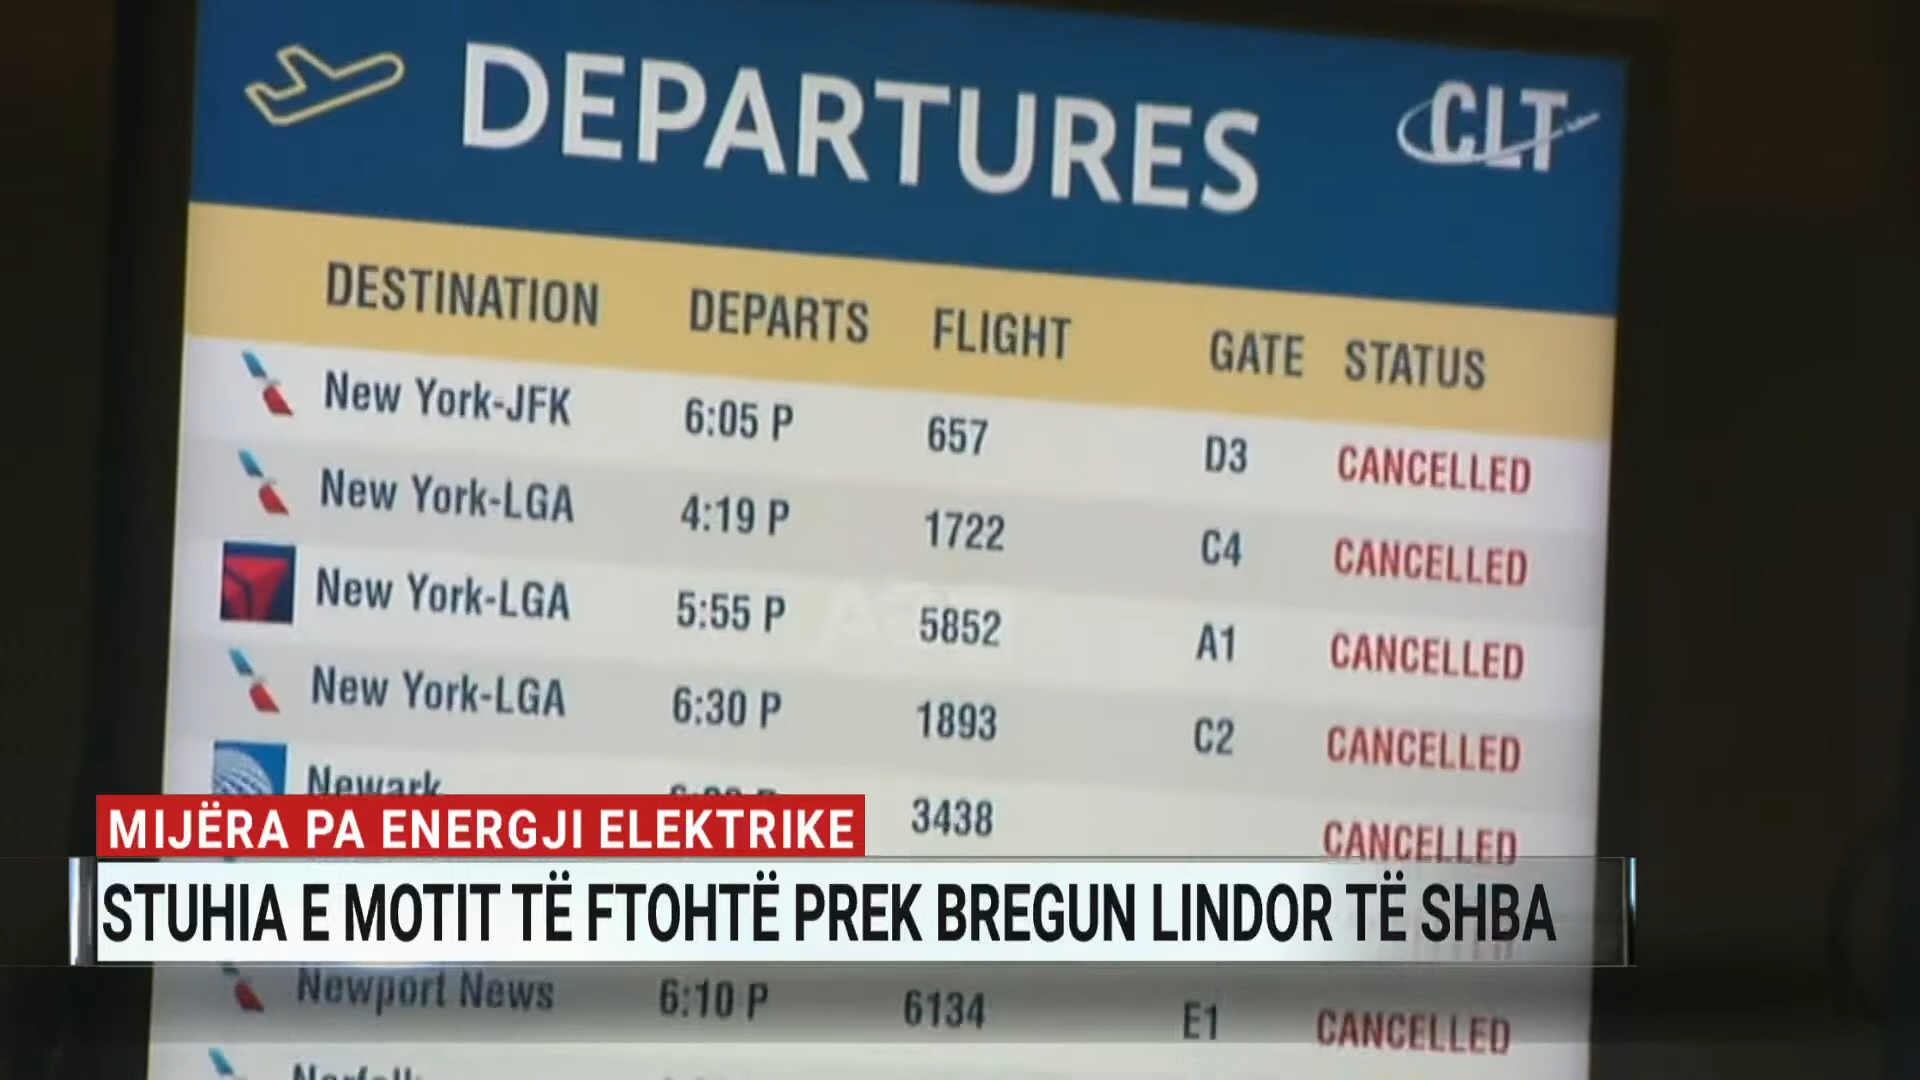 DEPARTURES CLT
DESTINATION DEPARTS FLIGHT GATE STATUS
New York-JFK 6:05 P 657 D3 CANCELLED
New York-LGA 4:19 P 1722 C4 CANCELLED
New York-LGA 5:55 P 5852 A1 CANCELLED
New York-LGA 6:30 P 1893 C2 CANCELLED
Newark 3438 CANCELLED
MIJËRA PA ENERGJI ELEKTRIKE
STUHIA E MOTIT TË FTOHTË PREK BREGUN LINDOR TË SHBA
Newport News 6:10 P 6134 E1 CANCELLED
Norfolk